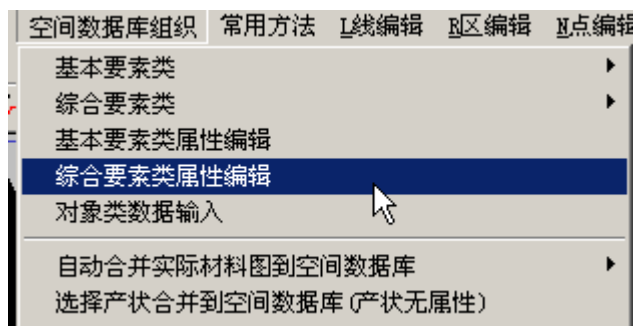 空间数据库组织 常用方法 L线编辑 R区编辑 N点编辑
基本要素类
综合要素类
基本要素类属性编辑
综合要素类属性编辑
对象类数据输入
自动合并实际材料图到空间数据库
选择产状合并到空间数据库(产状无属性)